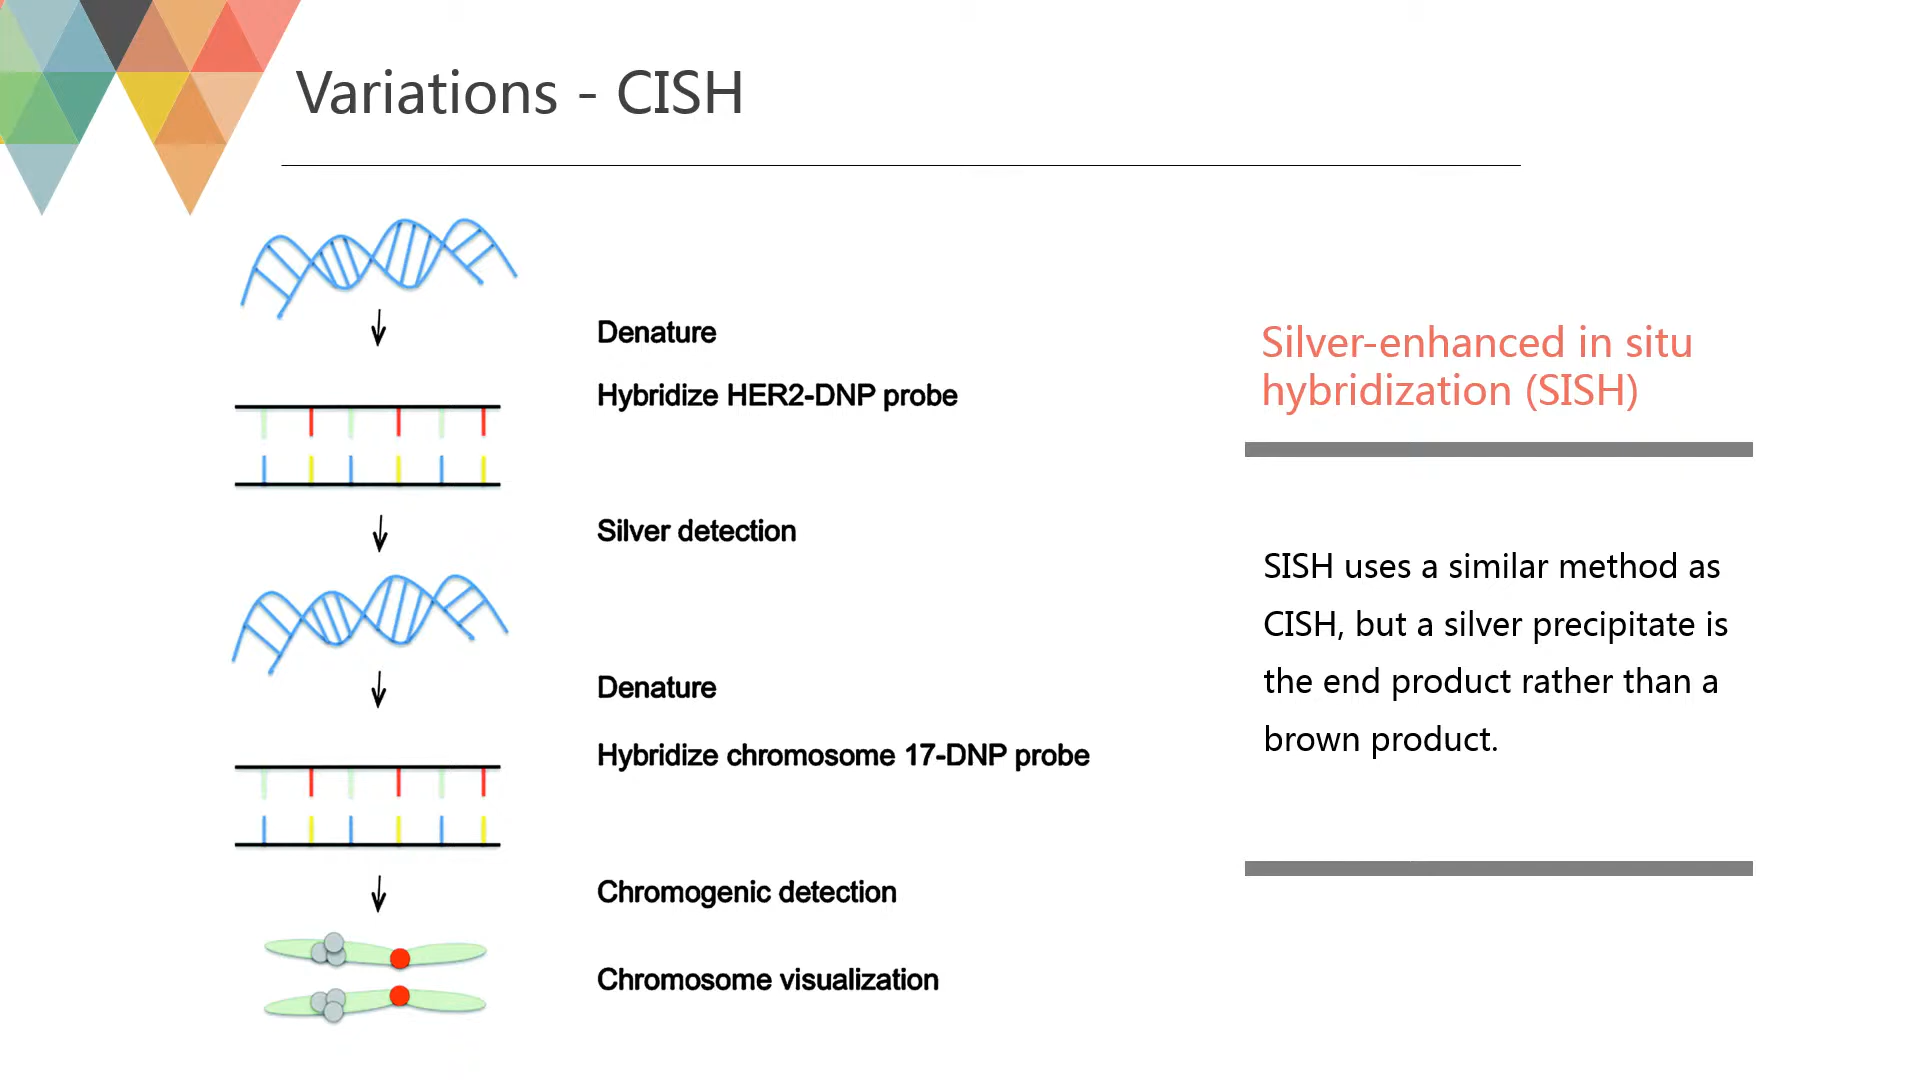 Variations - CISH
Denature
Hybridize HER2-DNP probe
Silver detection
Denature
Hybridize chromosome 17-DNP probe
Chromogenic detection
Chromosome visualization
Silver-enhanced in situ
hybridization (SISH)
SISH uses a similar method as
CISH, but a silver precipitate is
the end product rather than a
brown product.